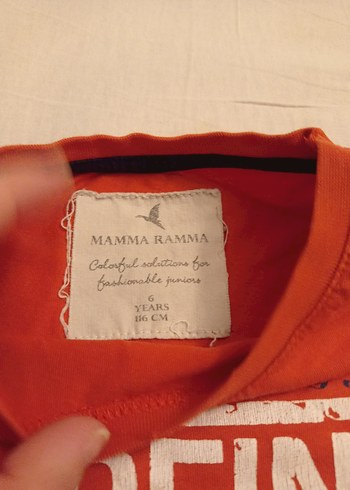 MAMMA RAMMA
Colorful solutions for
fashionable juniors
6
YEARS
116 CM